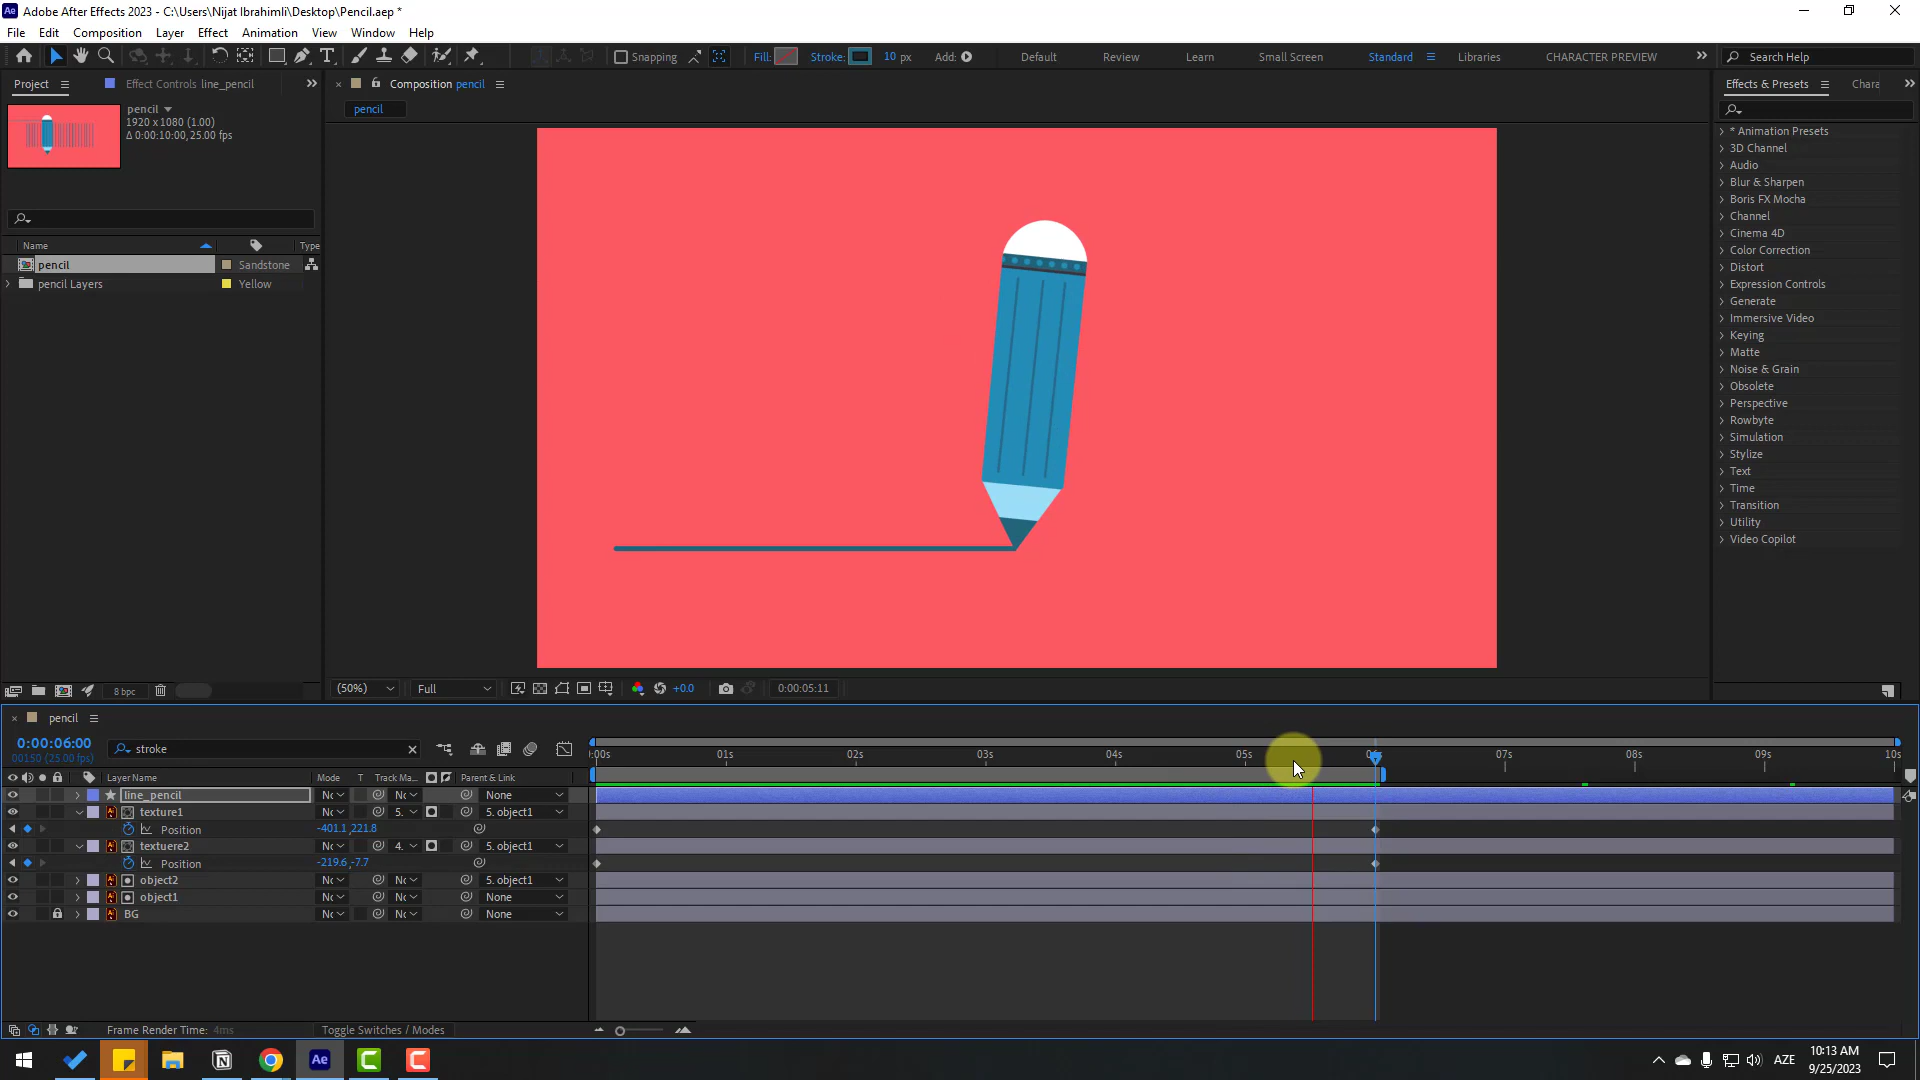 Ae Adobe After Effects 2023 - C:\Users\Nijat Ibrahimli\Desktop\Pencil.aep *
File Edit Composition Layer Effect Animation View Window Help
Snapping Fill: Stroke: 10 px Add: Default Review Learn Small Screen Standard Libraries CHARACTER PREVIEW Search Help
Project Effect Controls line_pencil
pencil
1920 x 1080 (1.00)
Δ 0:00:10:00, 25.00 fps
Name Type
pencil Sandstone
pencil Layers Yellow
8 bpc
Composition pencil
pencil
(50%) Full +0.0 0:00:05:11
Effects & Presets Chara
* Animation Presets
3D Channel
Audio
Blur & Sharpen
Boris FX Mocha
Channel
Cinema 4D
Color Correction
Distort
Expression Controls
Generate
Immersive Video
Keying
Matte
Noise & Grain
Obsolete
Perspective
Rowbyte
Simulation
Stylize
Text
Time
Transition
Utility
Video Copilot
pencil
0:00:06:00
00150 (25.00 fps)
stroke
:00s 01s 02s 03s 04s 05s 07s 08s 09s 10s
Layer Name Mode T Track Ma... Parent & Link
line_pencil Nc Nc None
texture1 Nc 5. 5. object1
Position -401.1,221.8
textuere2 Nc 4. 5. object1
Position -219.6,-7.7
object2 Nc Nc 5. object1
object1 Nc Nc None
BG Nc Nc None
Frame Render Time: 4ms Toggle Switches / Modes
Ae
AZE
10:13 AM
9/25/2023